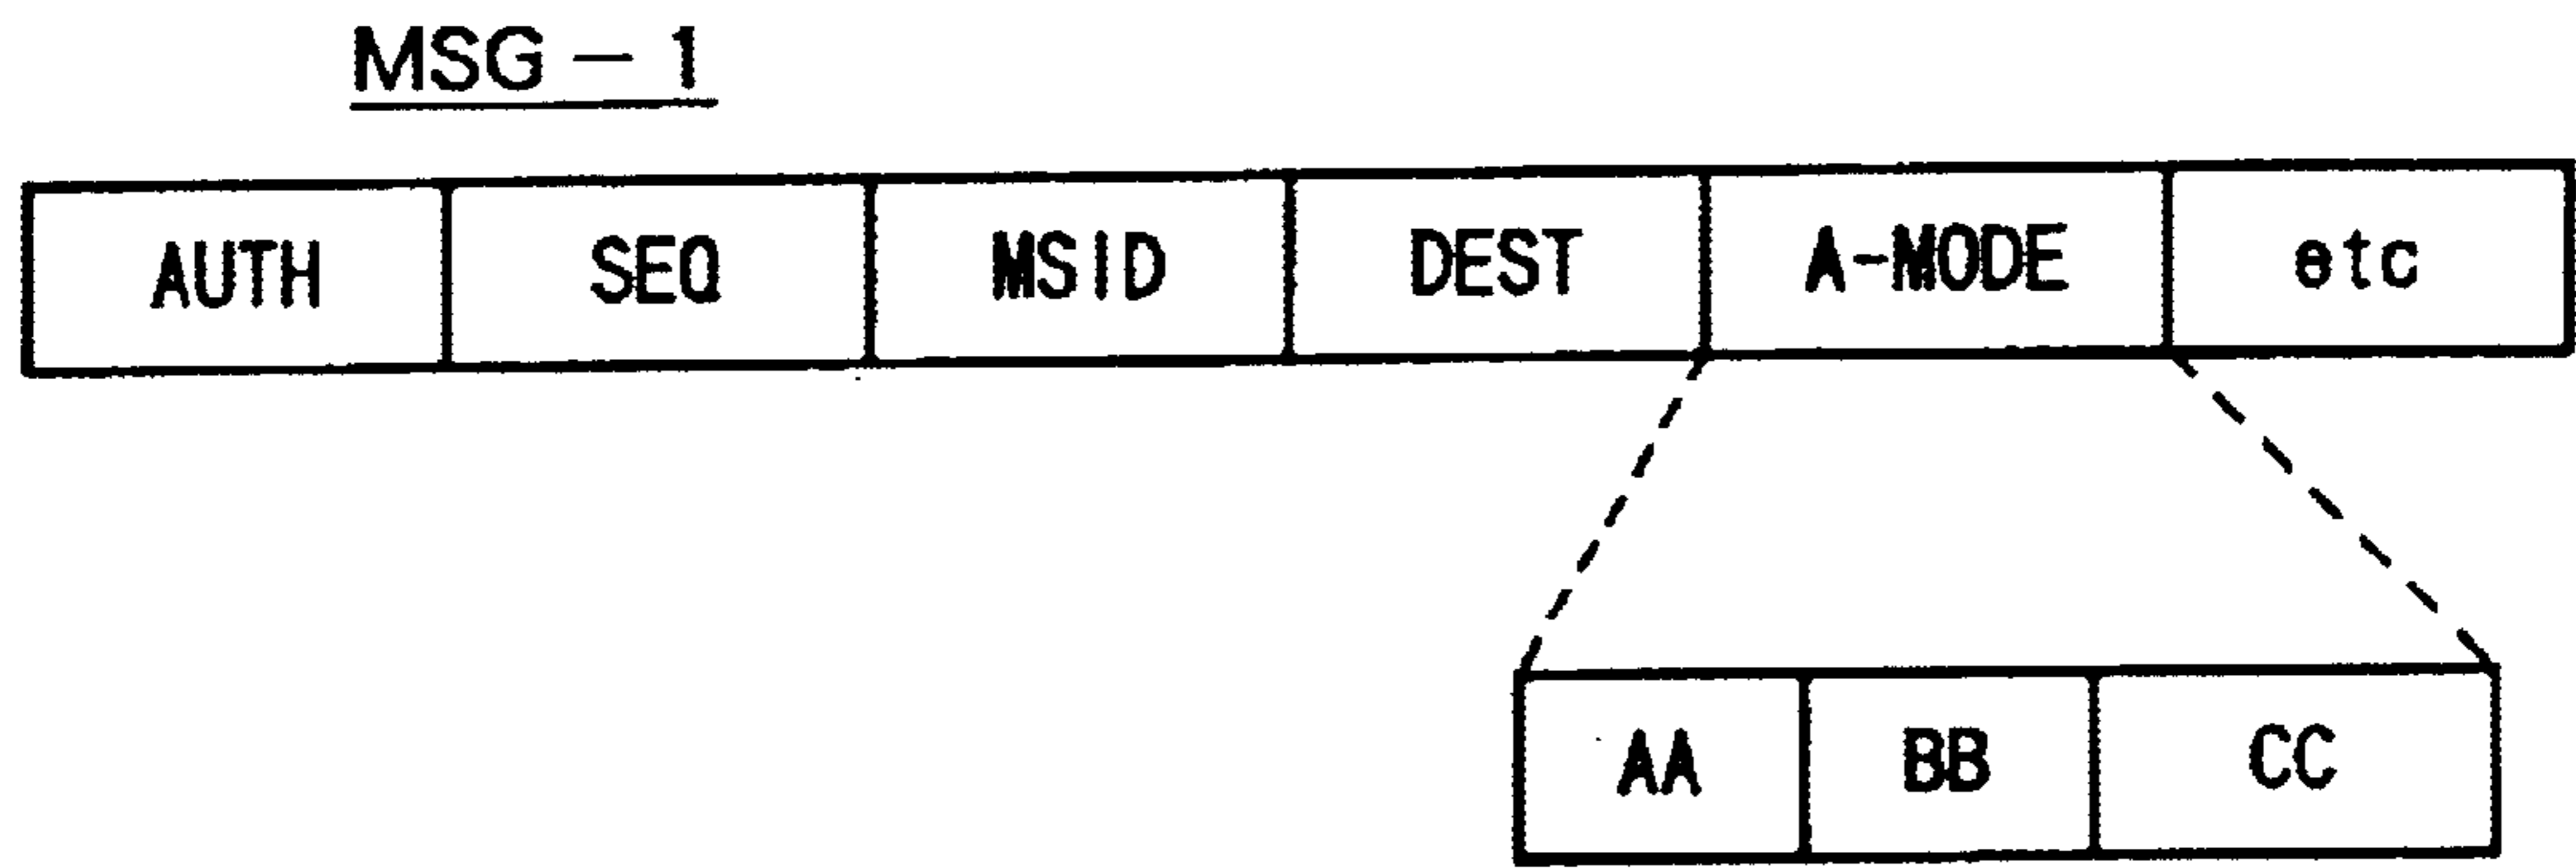 MSG – 1
AUTH SEQ MSID DEST A-MODE etc
AA BB CC